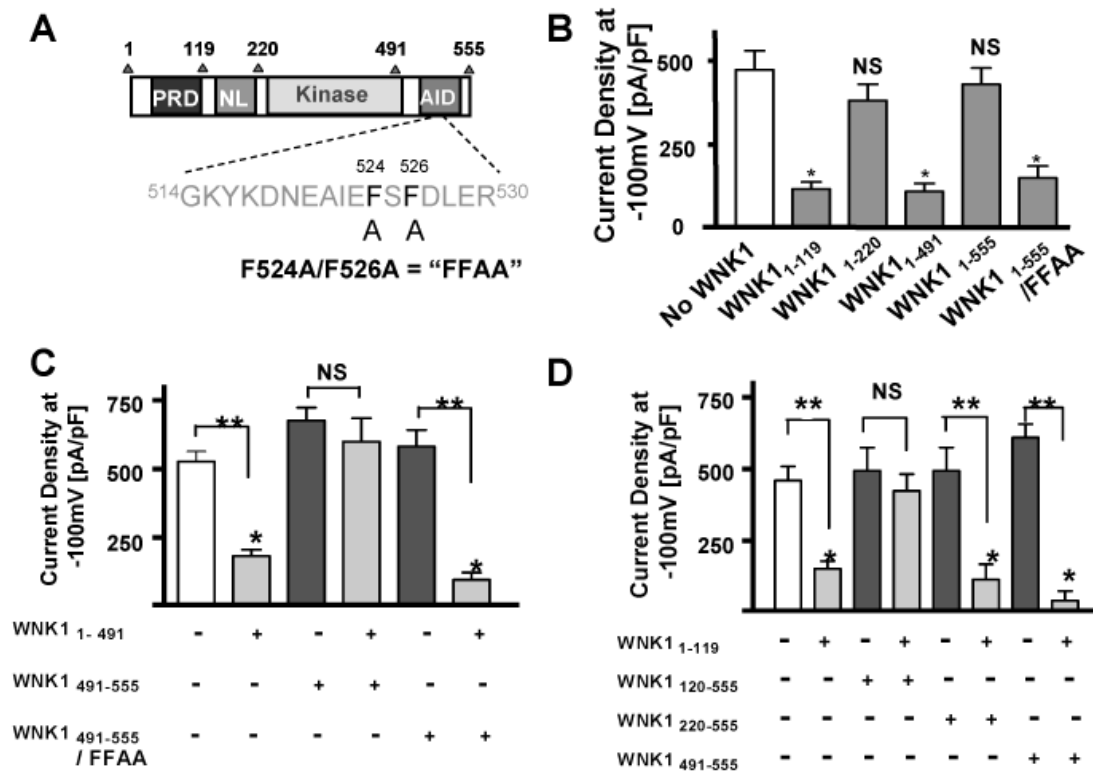 A
1 119 220 491 555
PRD NL Kinase AID
524 526
514GKYKDNEAIEFSFDLER530
A A
F524A/F526A = “FFAA”
B
Current Density at
-100mV [pA/pF]
500
250
0
* NS * NS *
No WNK1
WNK1 1-119
WNK1 1-220
WNK1 1-491
WNK1 1-555
WNK1 1-555
/FFAA
C
Current Density at
-100mV [pA/pF]
750
500
250
** NS **
* *
WNK1 1- 491 - + - + - +
WNK1 491-555 - - + + - -
WNK1 491-555 - - - - + +
/ FFAA
D
Current Density at
-100mV [pA/pF]
750
500
250
** NS ** **
* * *
WNK1 1-119 - + - + - + - +
WNK1 120-555 - - + + - - - -
WNK1 220-555 - - - - + + - -
WNK1 491-555 - - - - - - + +